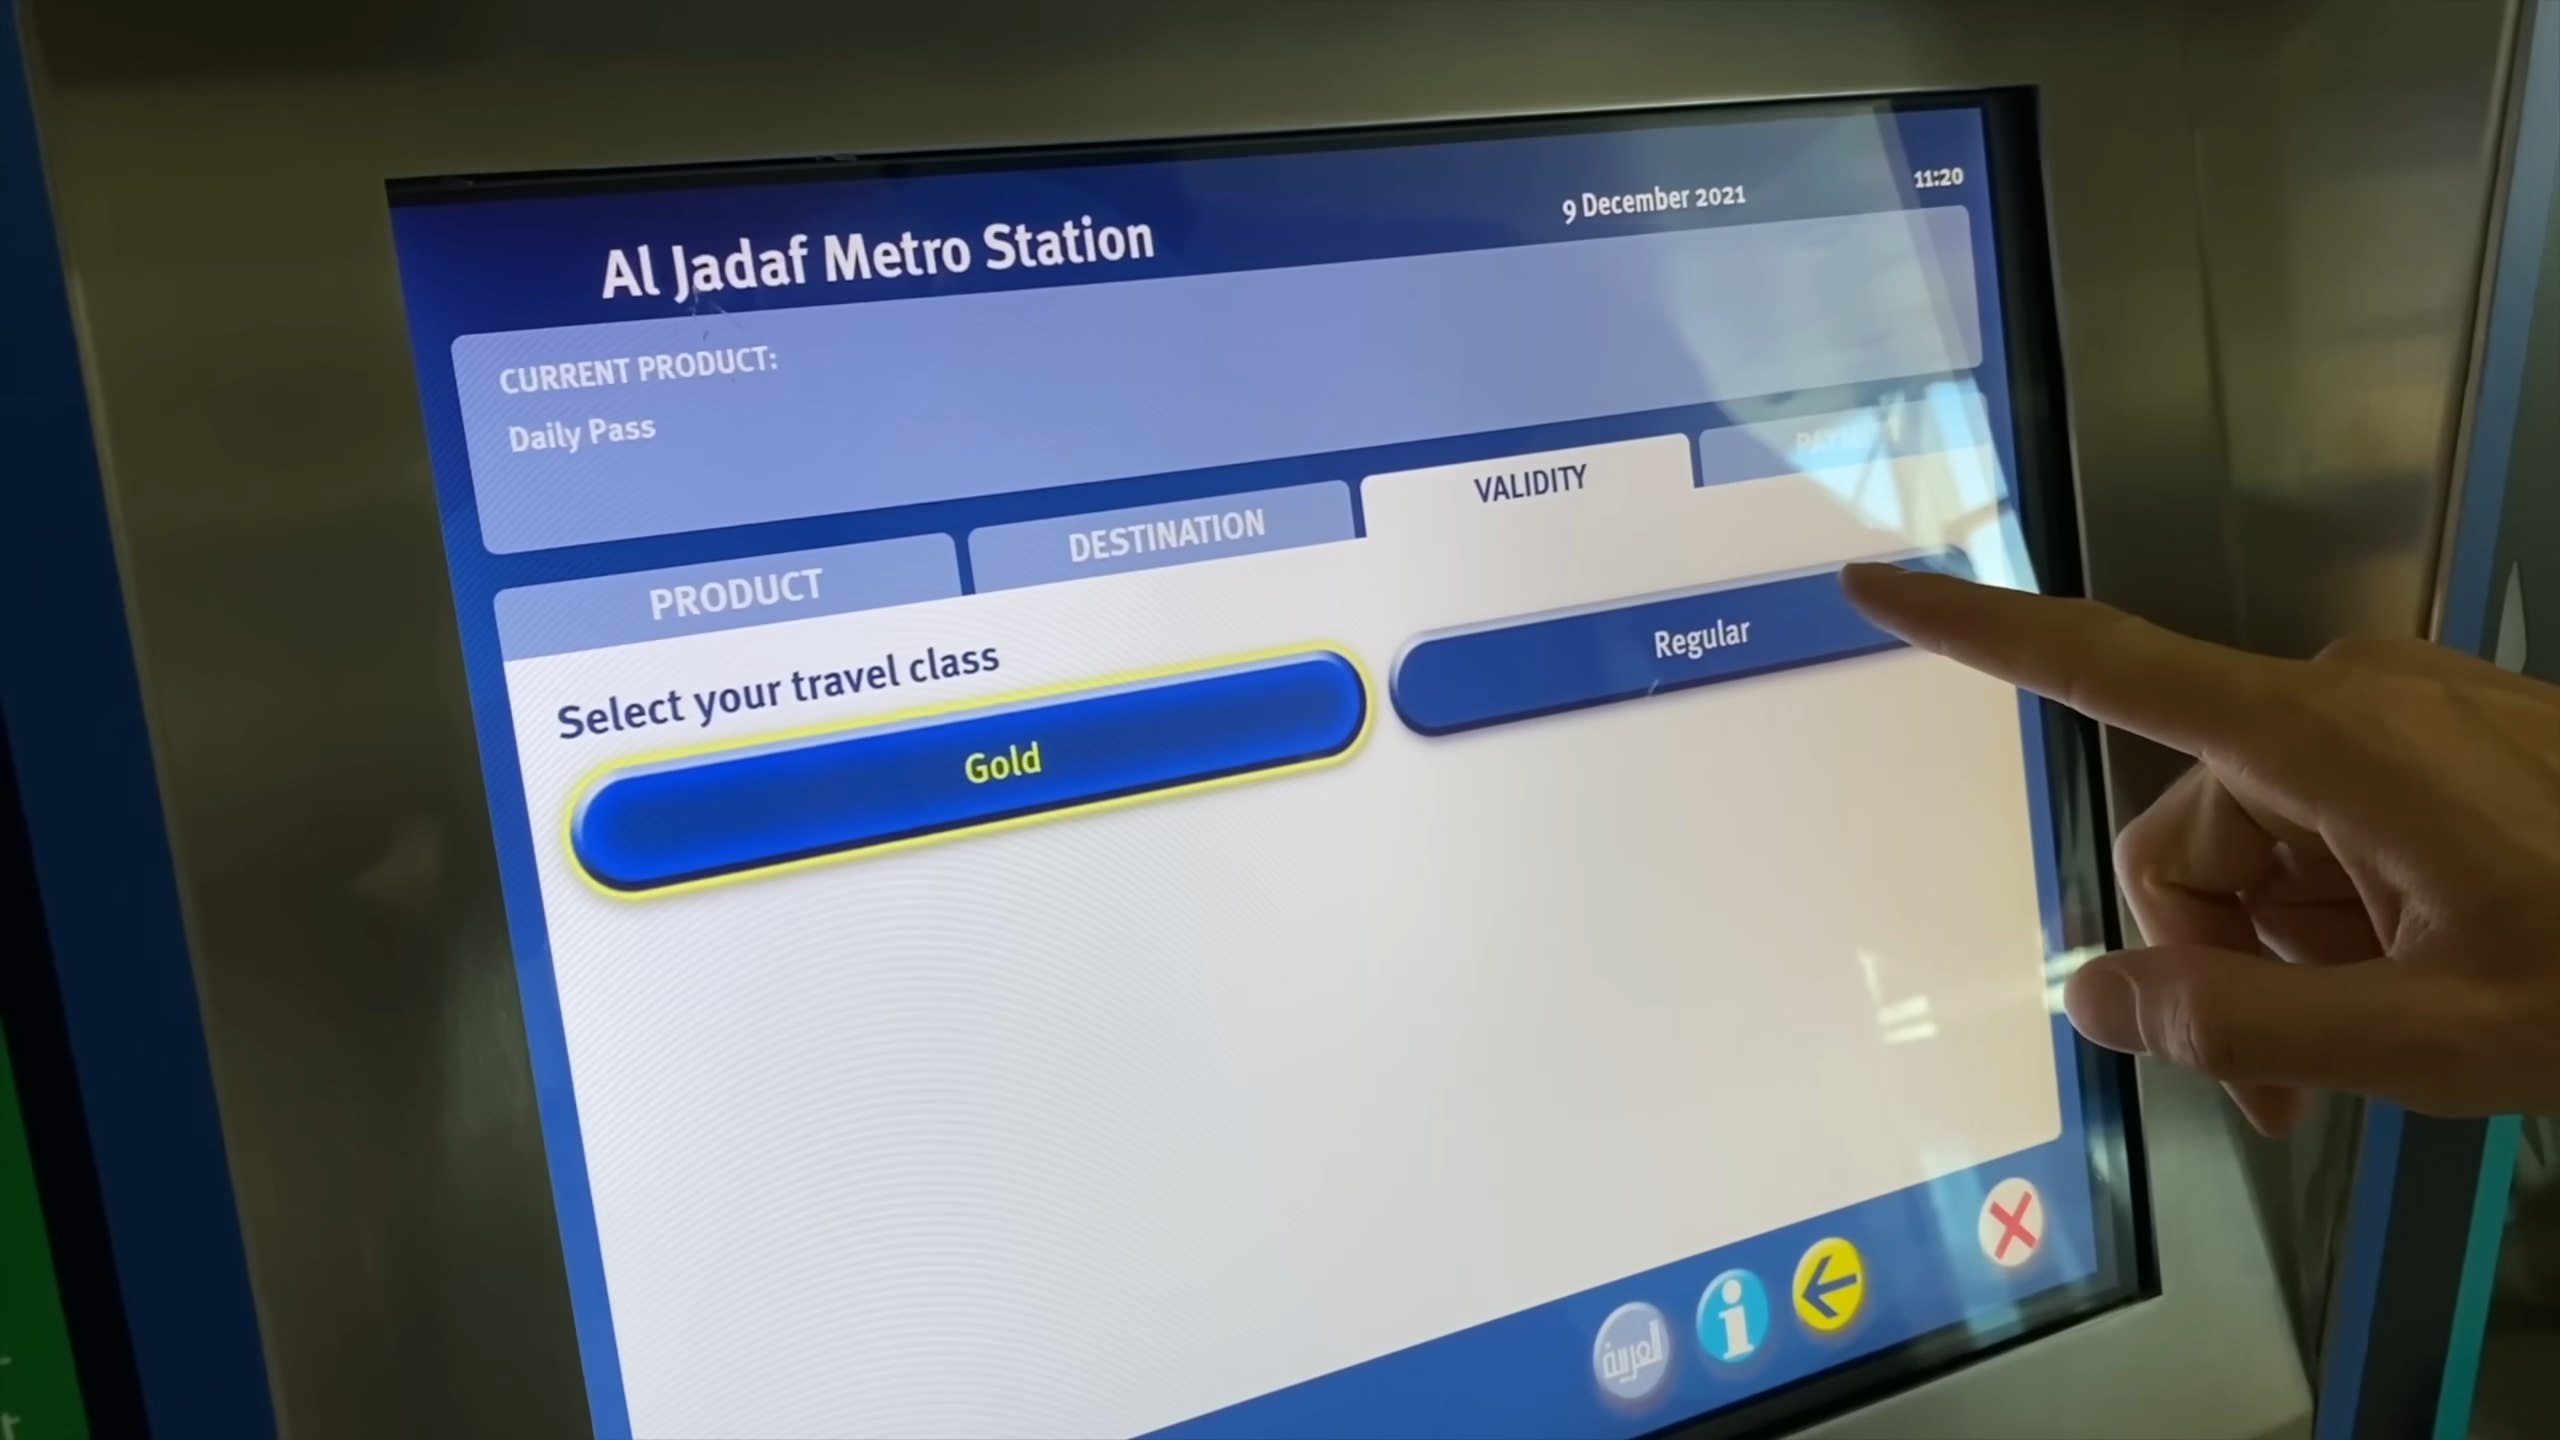 Al Jadaf Metro Station
9 December 2021
11:20
CURRENT PRODUCT:
Daily Pass
PRODUCT
DESTINATION
VALIDITY
Select your travel class
Gold
Regular
العربية